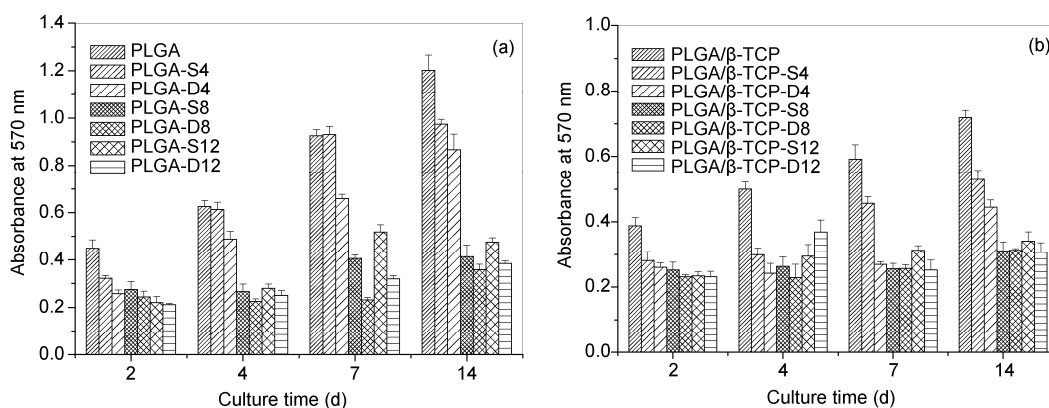 1.4
1.2
1.0
0.8
0.6
0.4
0.2
0.0
Absorbance at 570 nm
(a)
PLGA
PLGA-S4
PLGA-D4
PLGA-S8
PLGA-D8
PLGA-S12
PLGA-D12
2 4 7 14
Culture time (d)
1.0
0.8
0.6
0.4
0.2
0.0
Absorbance at 570 nm
(b)
PLGA/β-TCP
PLGA/β-TCP-S4
PLGA/β-TCP-D4
PLGA/β-TCP-S8
PLGA/β-TCP-D8
PLGA/β-TCP-S12
PLGA/β-TCP-D12
2 4 7 14
Culture time (d)